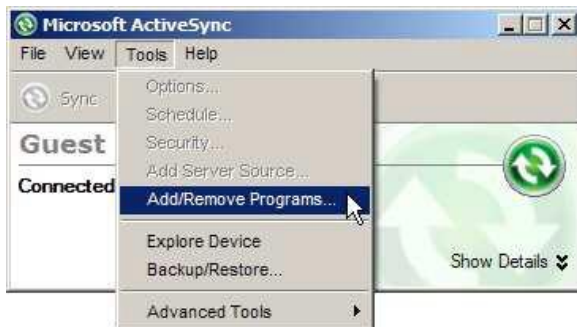 Microsoft ActiveSync
File View Tools Help
Sync
Options...
Schedule...
Guest
Security...
Add Server Source...
Connected
Add/Remove Programs...
Explore Device
Backup/Restore...
Show Details
Advanced Tools